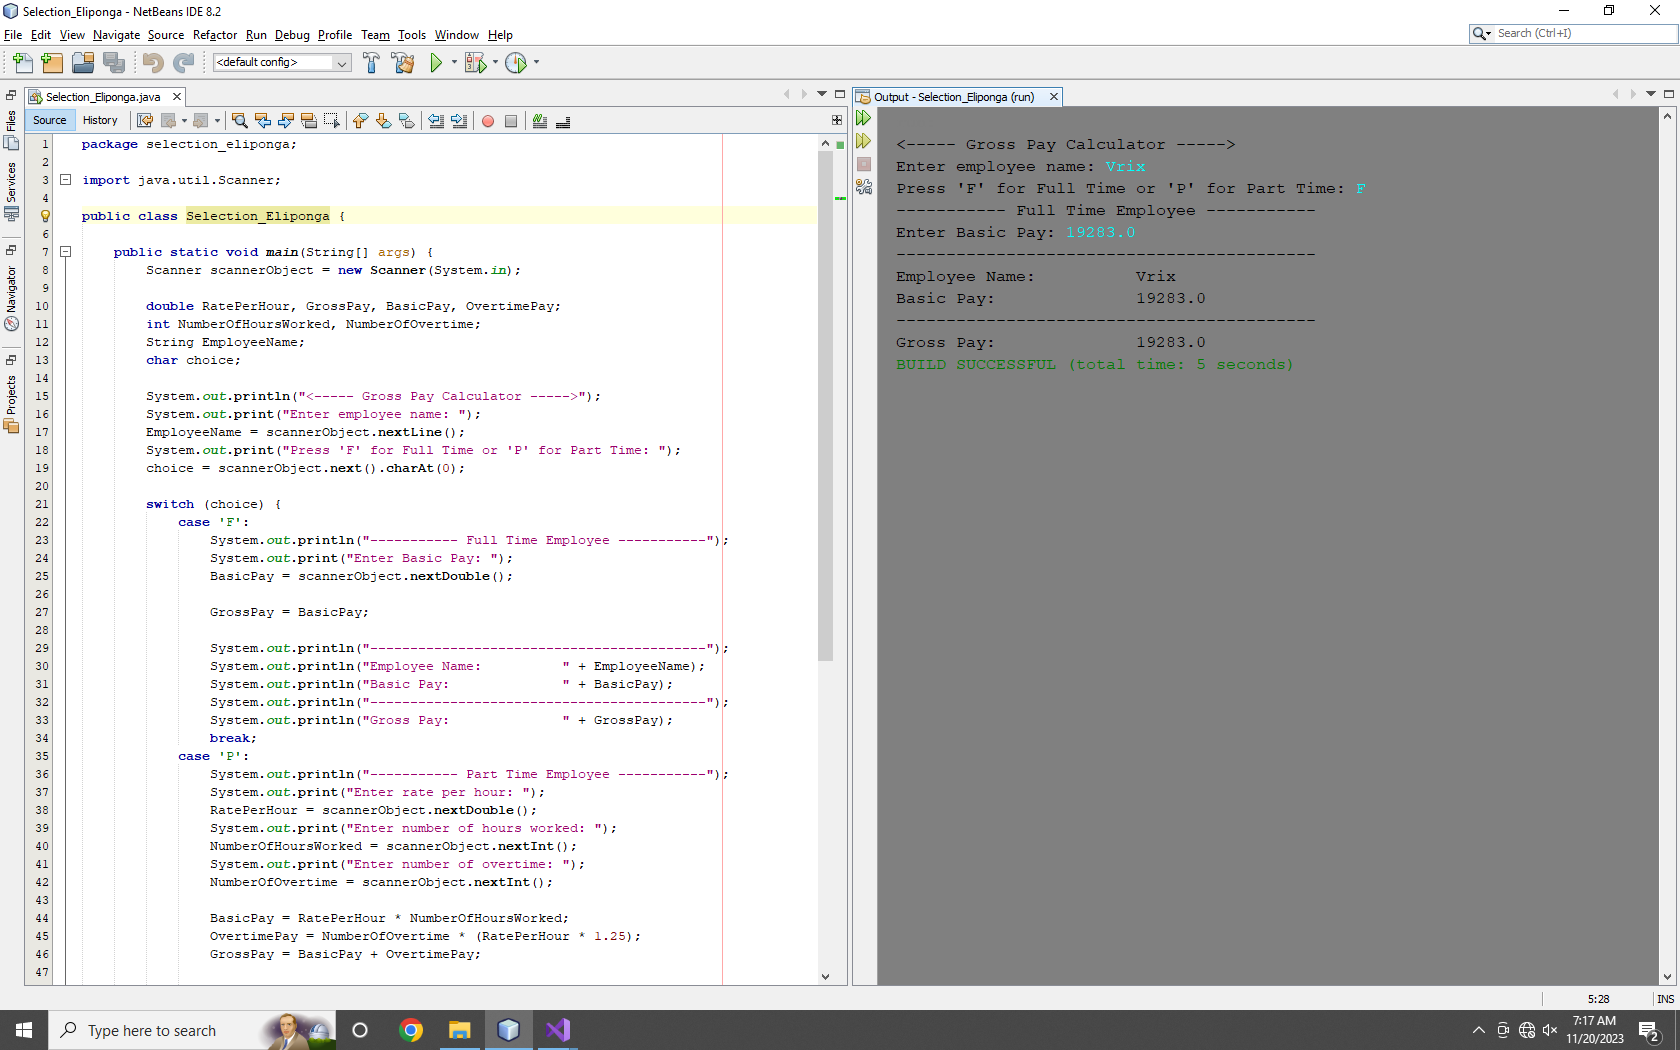 Selection_Eliponga - NetBeans IDE 8.2
File Edit View Navigate Source Refactor Run Debug Profile Team Tools Window Help
Search (Ctrl+I)
<default config>
Selection_Eliponga.java
Source History
Files
Services
Navigator
Projects
1 package selection_eliponga;
2
3 import java.util.Scanner;
4
public class Selection_Eliponga {
6
7 public static void main(String[] args) {
8 Scanner scannerObject = new Scanner(System.in);
9
10 double RatePerHour, GrossPay, BasicPay, OvertimePay;
11 int NumberOfHoursWorked, NumberOfOvertime;
12 String EmployeeName;
13 char choice;
14
15 System.out.println("<----- Gross Pay Calculator ----->");
16 System.out.print("Enter employee name: ");
17 EmployeeName = scannerObject.nextLine();
18 System.out.print("Press 'F' for Full Time or 'P' for Part Time: ");
19 choice = scannerObject.next().charAt(0);
20
21 switch (choice) {
22 case 'F':
23 System.out.println("----------- Full Time Employee -----------");
24 System.out.print("Enter Basic Pay: ");
25 BasicPay = scannerObject.nextDouble();
26
27 GrossPay = BasicPay;
28
29 System.out.println("------------------------------------------");
30 System.out.println("Employee Name:          " + EmployeeName);
31 System.out.println("Basic Pay:              " + BasicPay);
32 System.out.println("------------------------------------------");
33 System.out.println("Gross Pay:              " + GrossPay);
34 break;
35 case 'P':
36 System.out.println("----------- Part Time Employee -----------");
37 System.out.print("Enter rate per hour: ");
38 RatePerHour = scannerObject.nextDouble();
39 System.out.print("Enter number of hours worked: ");
40 NumberOfHoursWorked = scannerObject.nextInt();
41 System.out.print("Enter number of overtime: ");
42 NumberOfOvertime = scannerObject.nextInt();
43
44 BasicPay = RatePerHour * NumberOfHoursWorked;
45 OvertimePay = NumberOfOvertime * (RatePerHour * 1.25);
46 GrossPay = BasicPay + OvertimePay;
47
Output - Selection_Eliponga (run)
<----- Gross Pay Calculator ----->
Enter employee name: Vrix
Press 'F' for Full Time or 'P' for Part Time: F
----------- Full Time Employee -----------
Enter Basic Pay: 19283.0
------------------------------------------
Employee Name:          Vrix
Basic Pay:              19283.0
------------------------------------------
Gross Pay:              19283.0
BUILD SUCCESSFUL (total time: 5 seconds)
5:28 INS
Type here to search
7:17 AM
11/20/2023
2